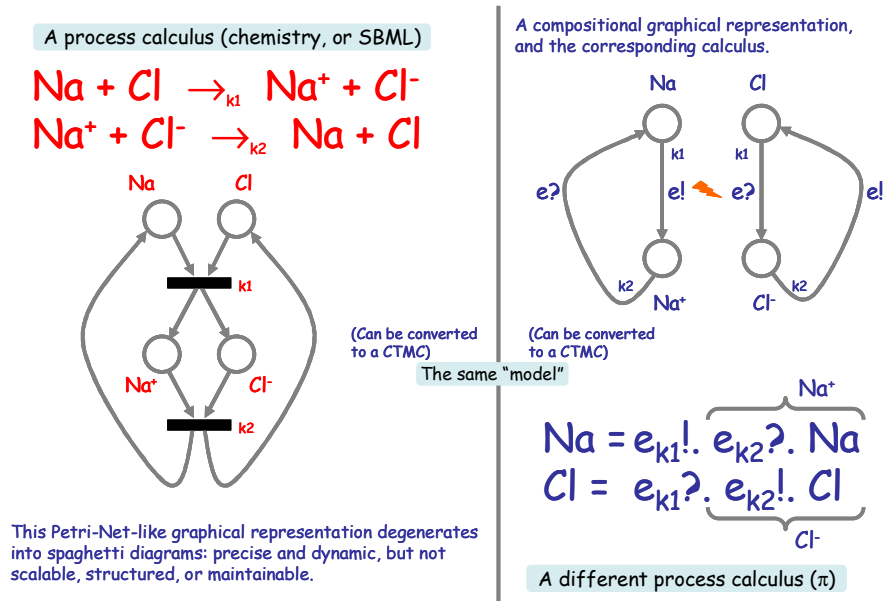 A process calculus (chemistry, or SBML)
Na + Cl →k1 Na⁺ + Cl⁻
Na⁺ + Cl⁻ →k2 Na + Cl
Na Cl
k1
Na⁺ Cl⁻
k2
(Can be converted
to a CTMC)
This Petri-Net-like graphical representation degenerates
into spaghetti diagrams: precise and dynamic, but not
scalable, structured, or maintainable.
The same “model”
A compositional graphical representation,
and the corresponding calculus.
Na Cl
k1 k1
e? e! e? e!
k2 k2
Na⁺ Cl⁻
(Can be converted
to a CTMC)
Na⁺
Na = ek1!. ek2?. Na
Cl = ek1?. ek2!. Cl
Cl⁻
A different process calculus (π)